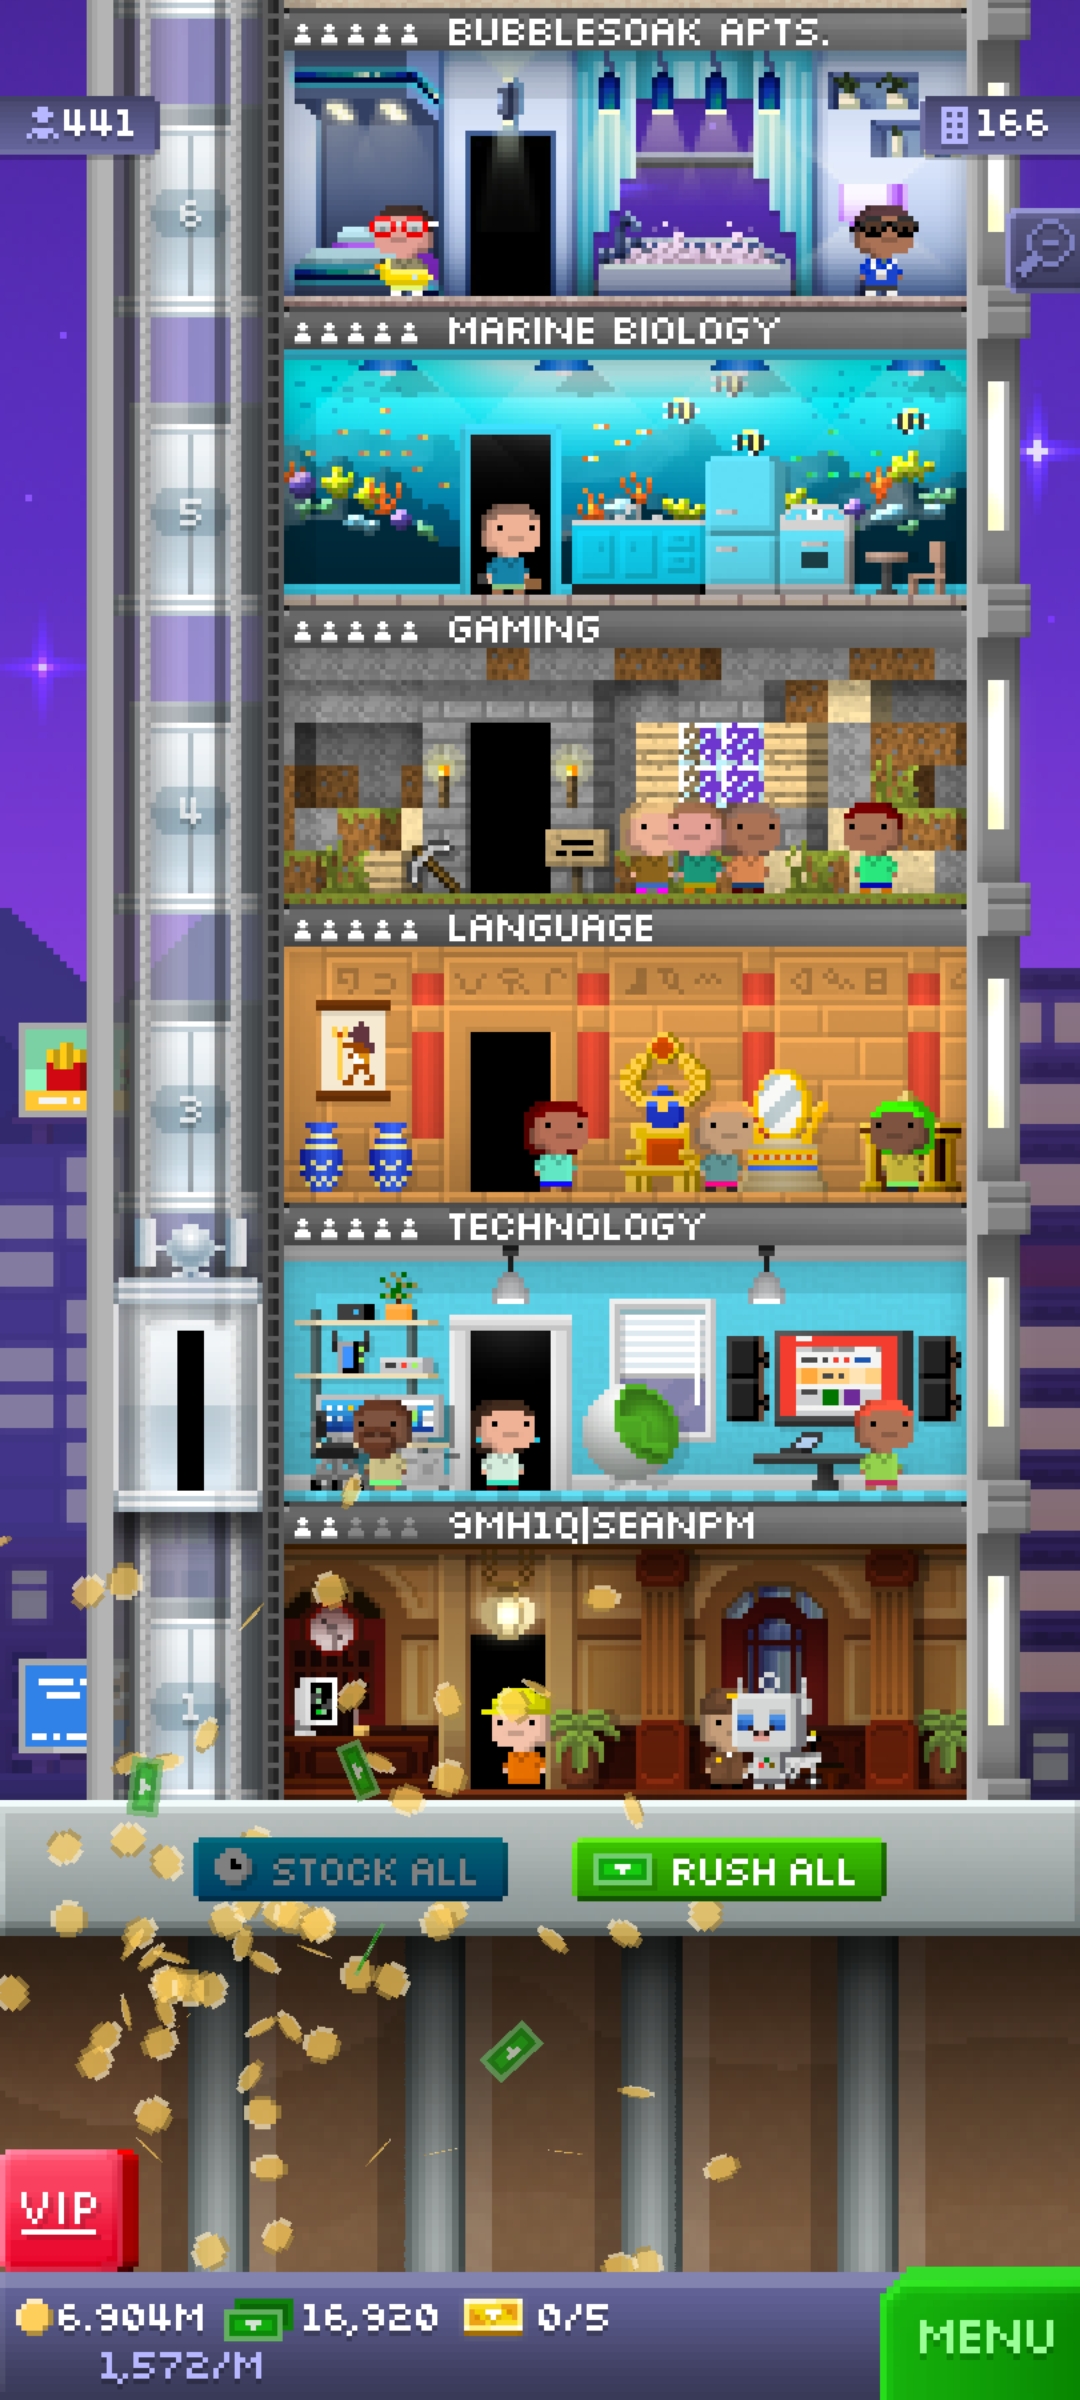 BUBBLESOAK APTS.
441
166
6
MARINE BIOLOGY
5
GAMING
4
LANGUAGE
3
TECHNOLOGY
9MH1Q|SEANPM
1
STOCK ALL
RUSH ALL
VIP
6.904M
16,920
0/5
1,572/M
MENU